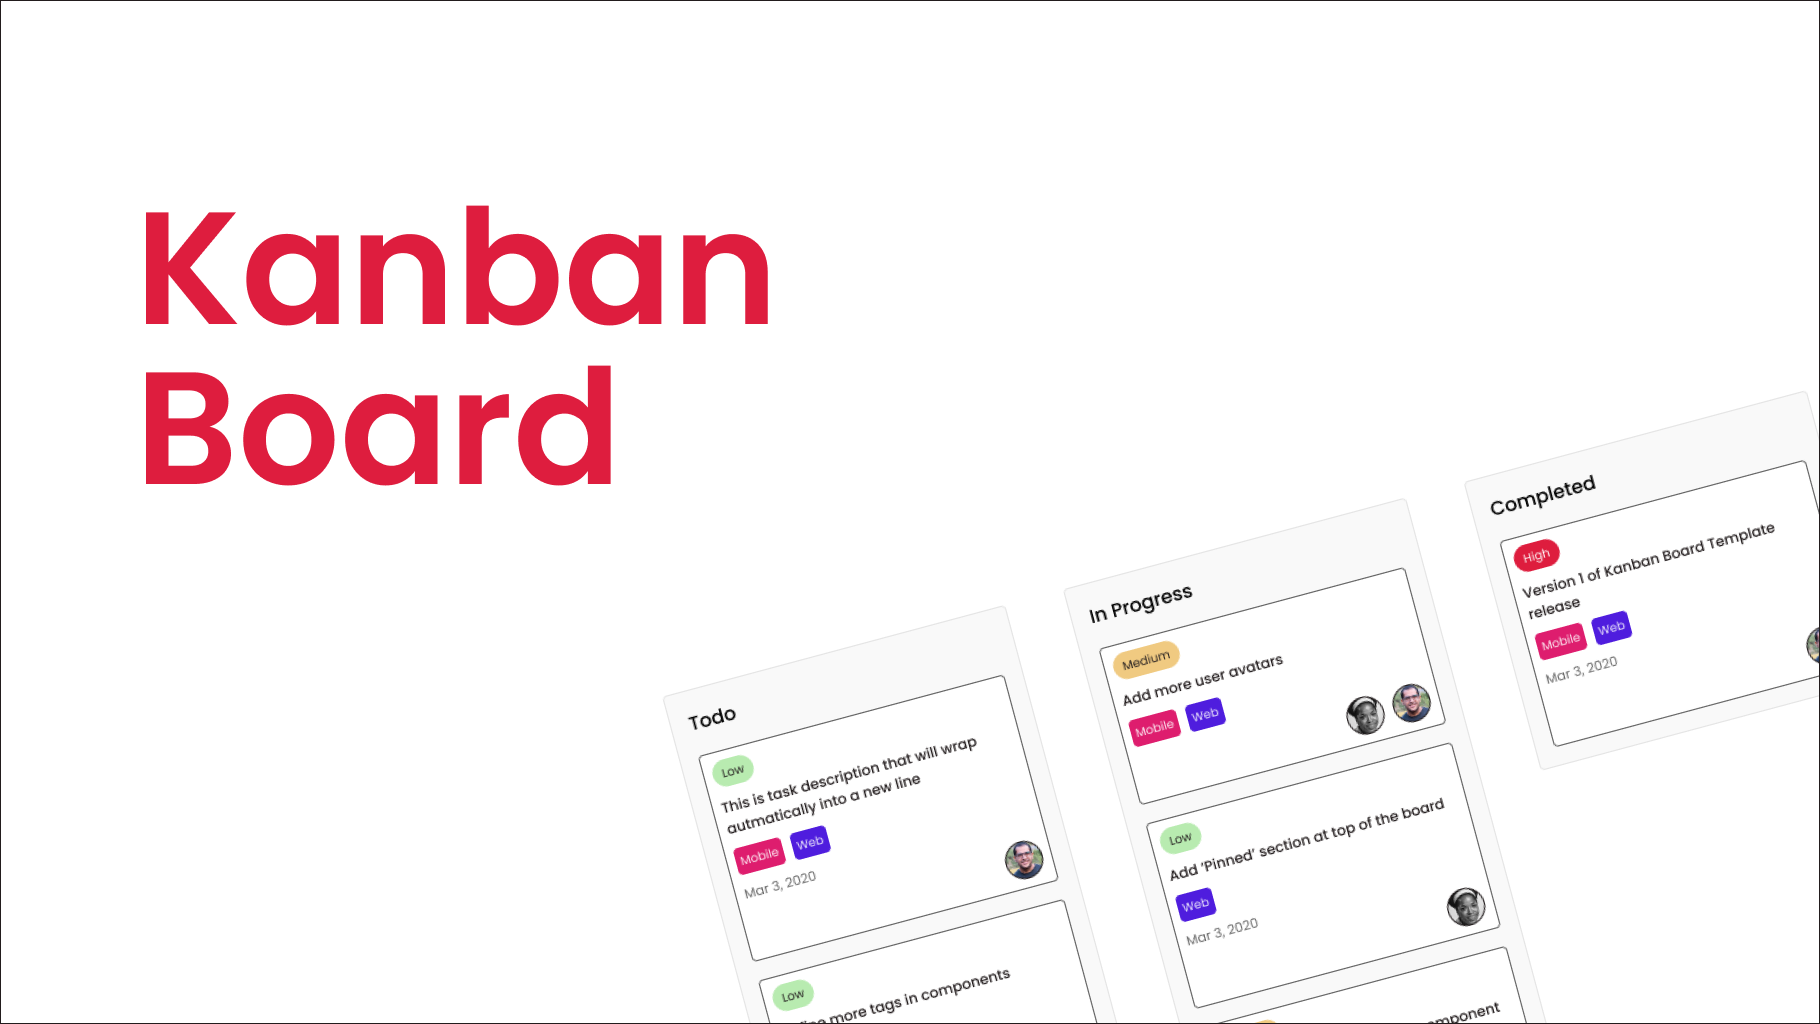 Kanban
Board
Todo
Low
This is task description that will wrap
autmatically into a new line
Mobile Web
Mar 3, 2020
Low
more tags in components
In Progress
Medium
Add more user avatars
Mobile Web
Low
Add 'Pinned' section at top of the board
Web
Mar 3, 2020
Completed
High
Version 1 of Kanban Board Template
release
Mobile Web
Mar 3, 2020